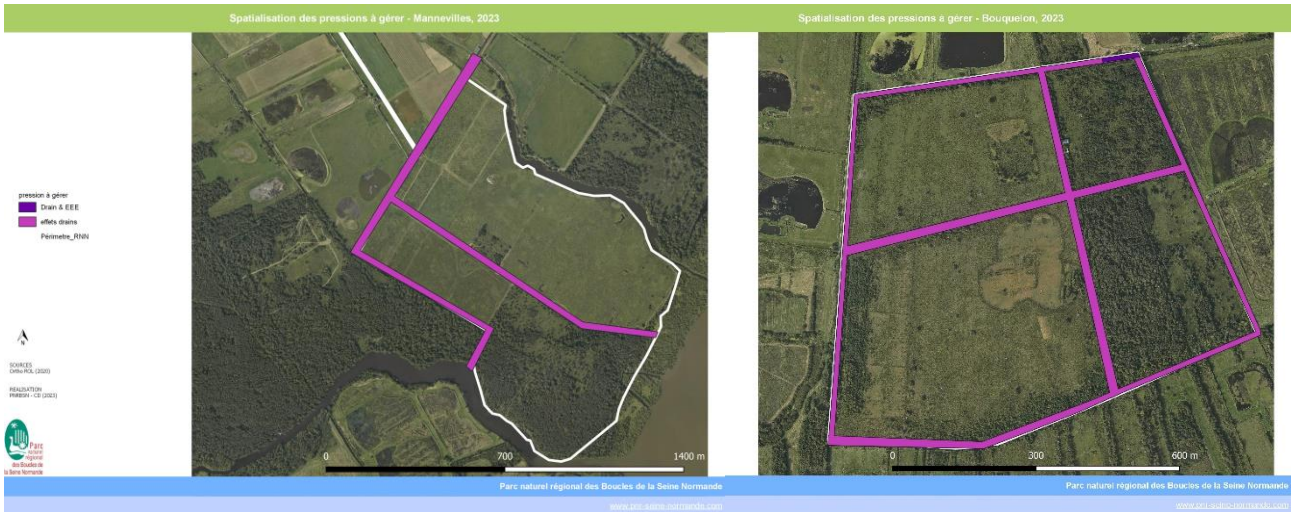 Spatialisation des pressions à gérer - Mannevilles, 2023
pression à gérer
Drain & EEE
effets drains
Périmetre_RNN
N
SOURCES
Ortho ROL (2020)
REALISATION
PNRBSN - CD (2023)
Parc
naturel
régional
des Boucles de
la Seine Normande
0 700 1400 m
Parc naturel régional des Boucles de la Seine Normande
www.pnr-seine-normande.com
Spatialisation des pressions à gérer - Bouquelon, 2023
0 300 600 m
Parc naturel régional des Boucles de la Seine Normande
www.pnr-seine-normande.com